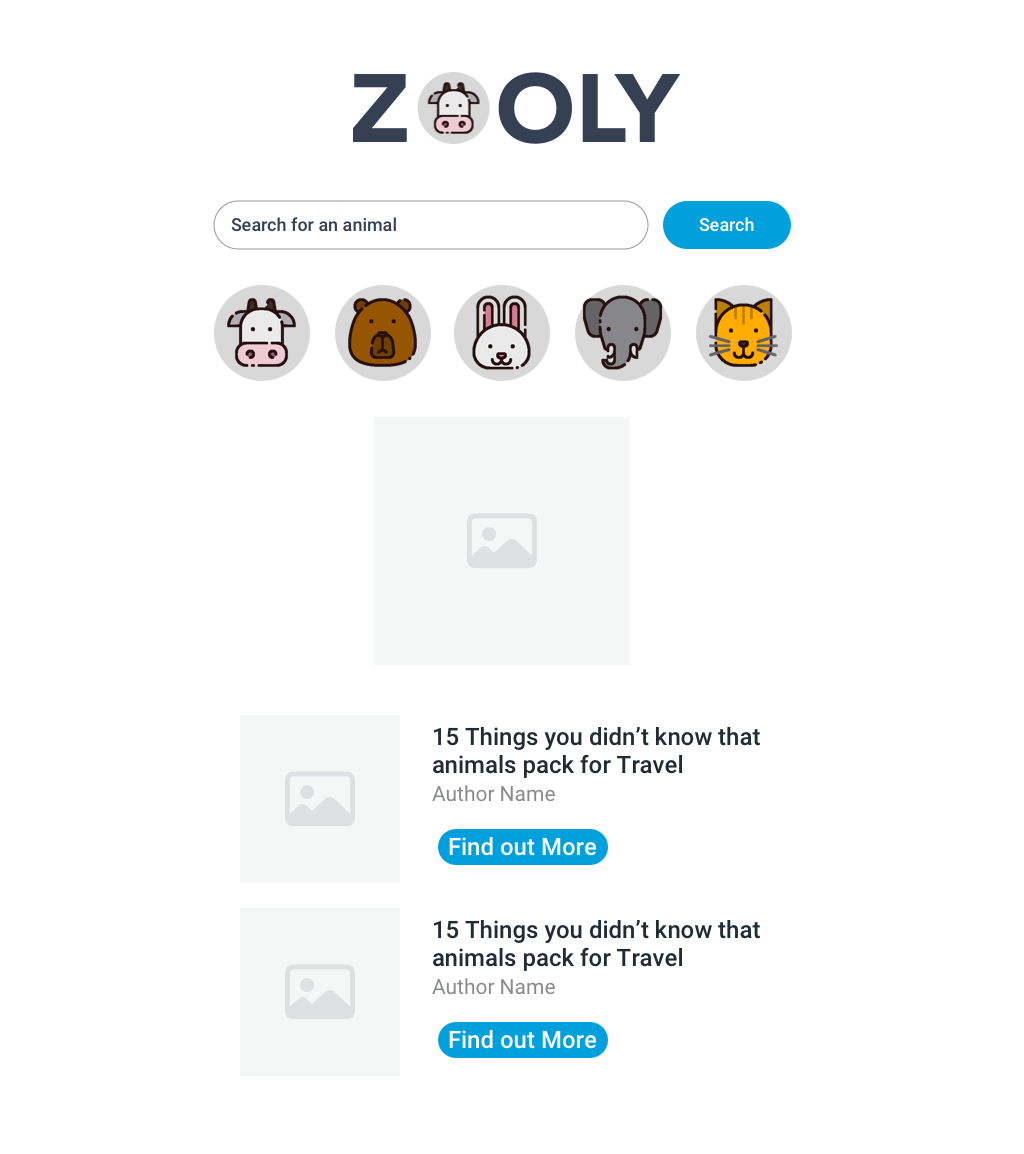 Z OLY
Search for an animal
Search
15 Things you didn’t know that
animals pack for Travel
Author Name
Find out More
15 Things you didn’t know that
animals pack for Travel
Author Name
Find out More